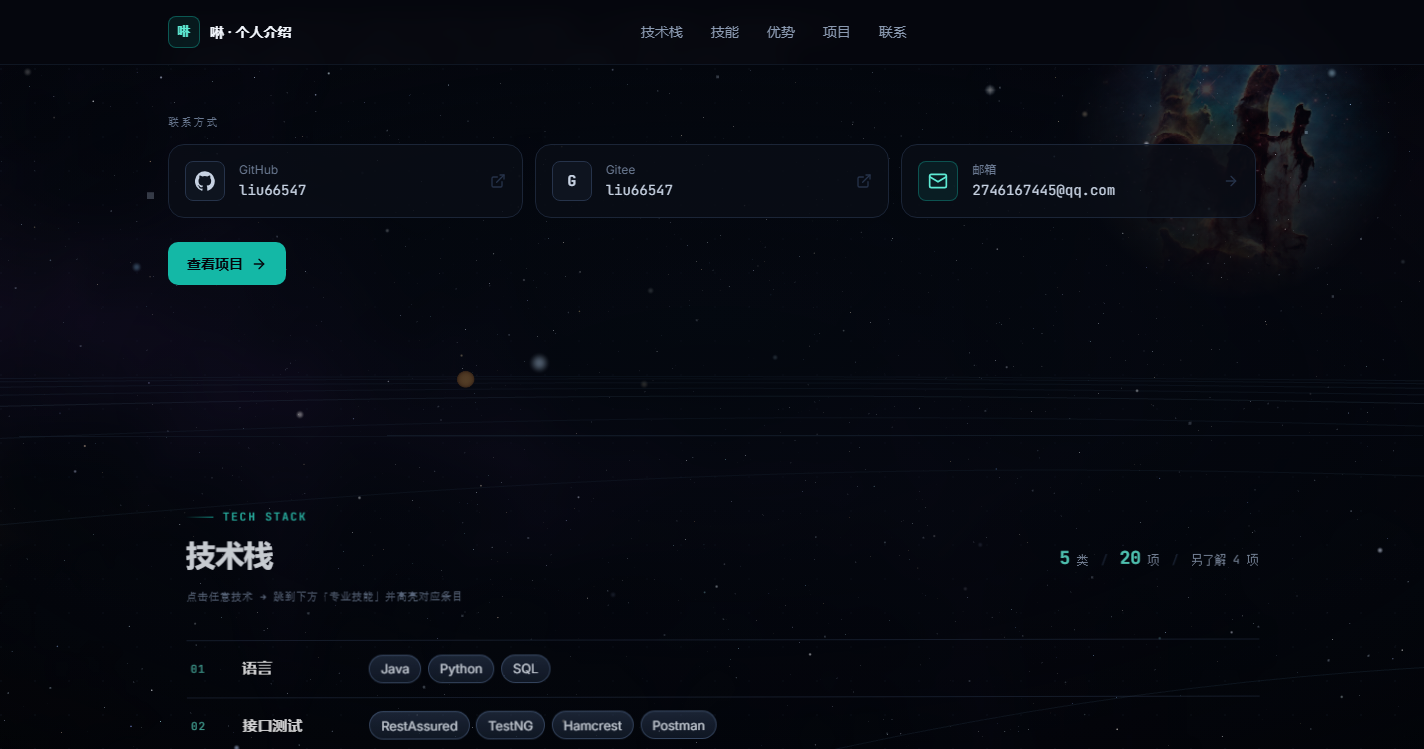 咻
咻 · 个人介绍
技术栈 技能 优势 项目 联系
联系方式
GitHub
liu66547
G
Gitee
liu66547
邮箱
2746167445@qq.com
查看项目 →
TECH STACK
技术栈
5 类 / 20 项 / 另了解 4 项
点击任意技术 → 跳到下方「专业技能」并高亮对应条目
01 语言 Java Python SQL
02 接口测试 RestAssured TestNG Hamcrest Postman